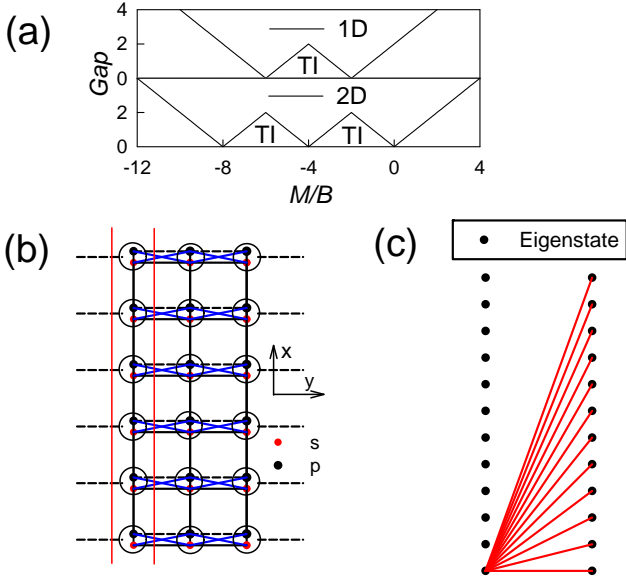 (a)
Gap
4
2
0
1D
TI
2
0
2D
TI
TI
-12
-8
-4
0
4
M/B
(b)
x
y
s
p
(c)
Eigenstate